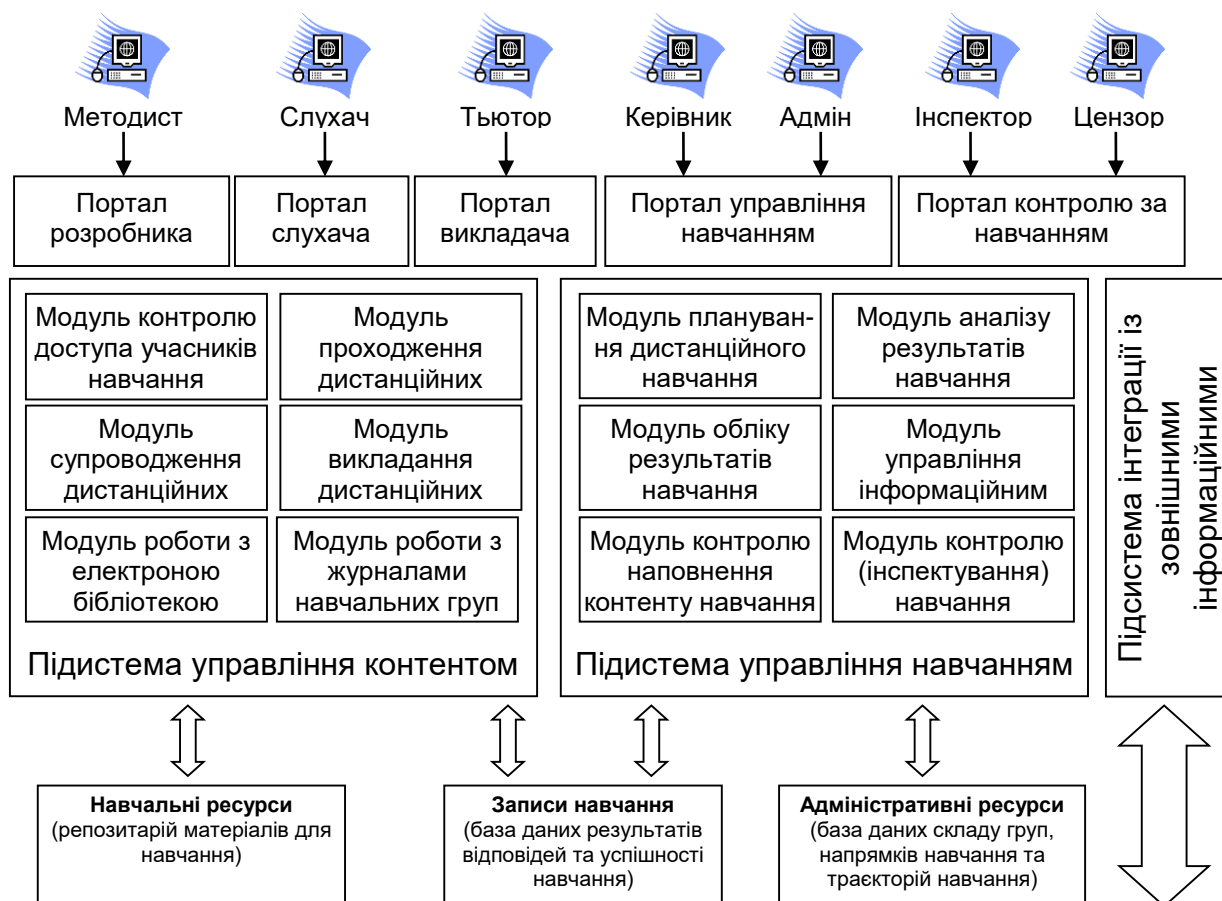 Методист
Слухач
Тьютор
Керівник
Адмін
Інспектор
Цензор
Портал
розробника
Портал
слухача
Портал
викладача
Портал управління
навчанням
Портал контролю за
навчанням
Модуль контролю
доступа учасників
навчання
Модуль
проходження
дистанційних
Модуль
супроводження
дистанційних
Модуль
викладання
дистанційних
Модуль роботи з
електроною
бібліотекою
Модуль роботи з
журналами
навчальних груп
Підистема управління контентом
Модуль плануван-
ня дистанційного
навчання
Модуль аналізу
результатів
навчання
Модуль обліку
результатів
навчання
Модуль
управління
інформаційним
Модуль контролю
наповнення
контенту навчання
Модуль контролю
(інспектування)
навчання
Підистема управління навчанням
Підсистема інтеграції із
зовнішними
інформаційними
Навчальні ресурси
(репозитарій матеріалів для
навчання)
Записи навчання
(база даних результатів
відповідей та успішності
навчання)
Адміністративні ресурси
(база даних складу груп,
напрямків навчання та
траєкторій навчання)